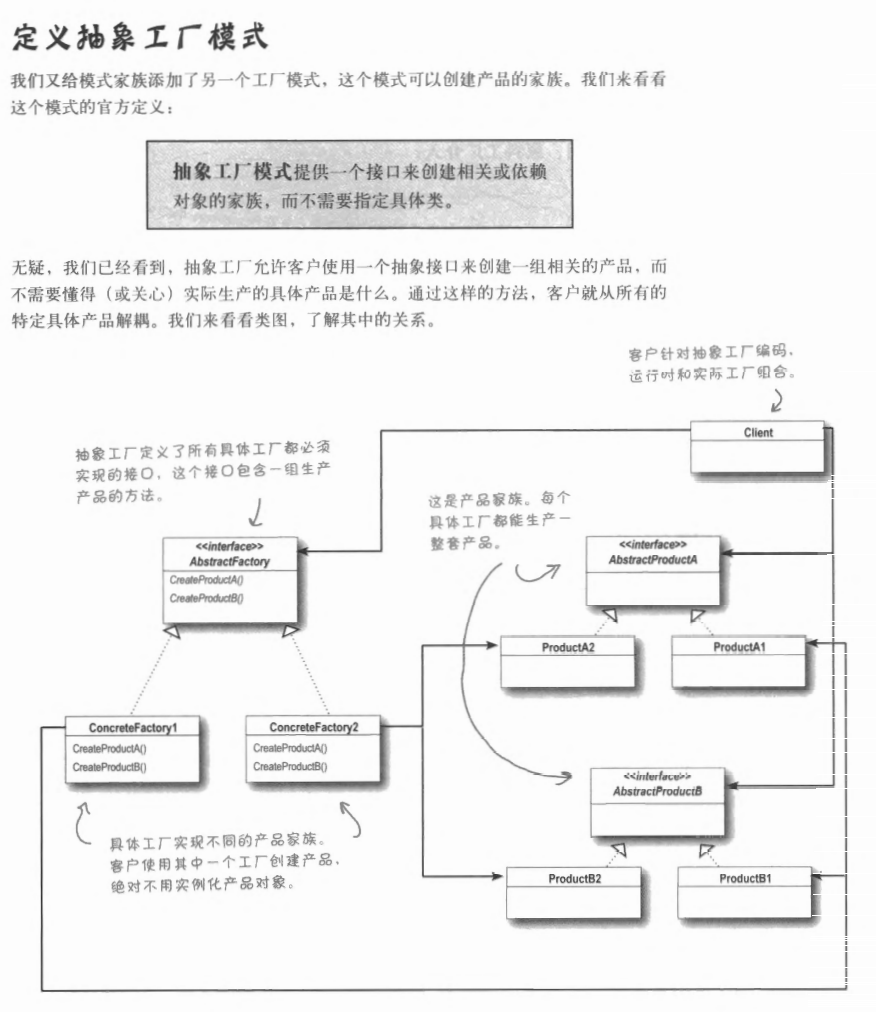 定义抽象工厂模式
我们又给模式家族添加了另一个工厂模式，这个模式可以创建产品的家族。我们来看看
这个模式的官方定义：
抽象工厂模式提供一个接口来创建相关或依赖
对象的家族，而不需要指定具体类。
无疑，我们已经看到，抽象工厂允许客户使用一个抽象接口来创建一组相关的产品，而
不需要懂得（或关心）实际生产的具体产品是什么。通过这样的方法，客户就从所有的
特定具体产品解耦。我们来看看类图，了解其中的关系。
客户针对抽象工厂编码，
运行时和实际工厂组合。
Client
抽象工厂定义了所有具体工厂都必须
实现的接口，这个接口包含一组生产
产品的方法。
这是产品家族。每个
具体工厂都能生产一
整套产品。
<<interface>>
AbstractFactory
CreateProductA()
CreateProductB()
<<interface>>
AbstractProductA
ProductA2
ProductA1
ConcreteFactory1
CreateProductA()
CreateProductB()
ConcreteFactory2
CreateProductA()
CreateProductB()
<<interface>>
AbstractProductB
具体工厂实现不同的产品家族。
客户使用其中一个工厂创建产品，
绝对不用实例化产品对象。
ProductB2
ProductB1